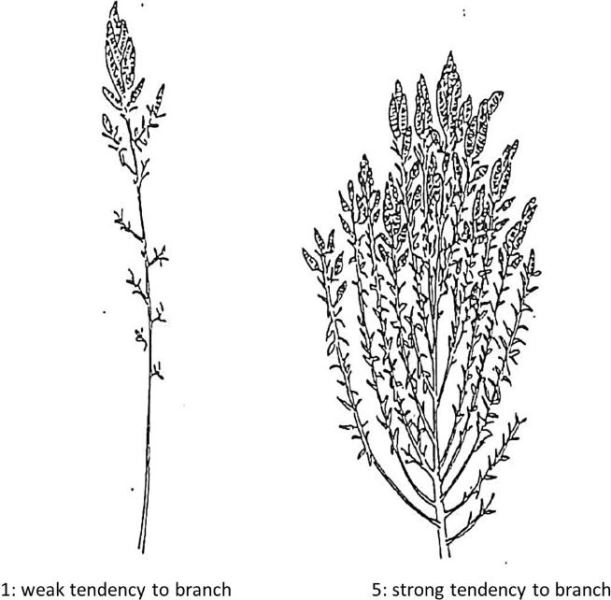 1: weak tendency to branch
5: strong tendency to branch